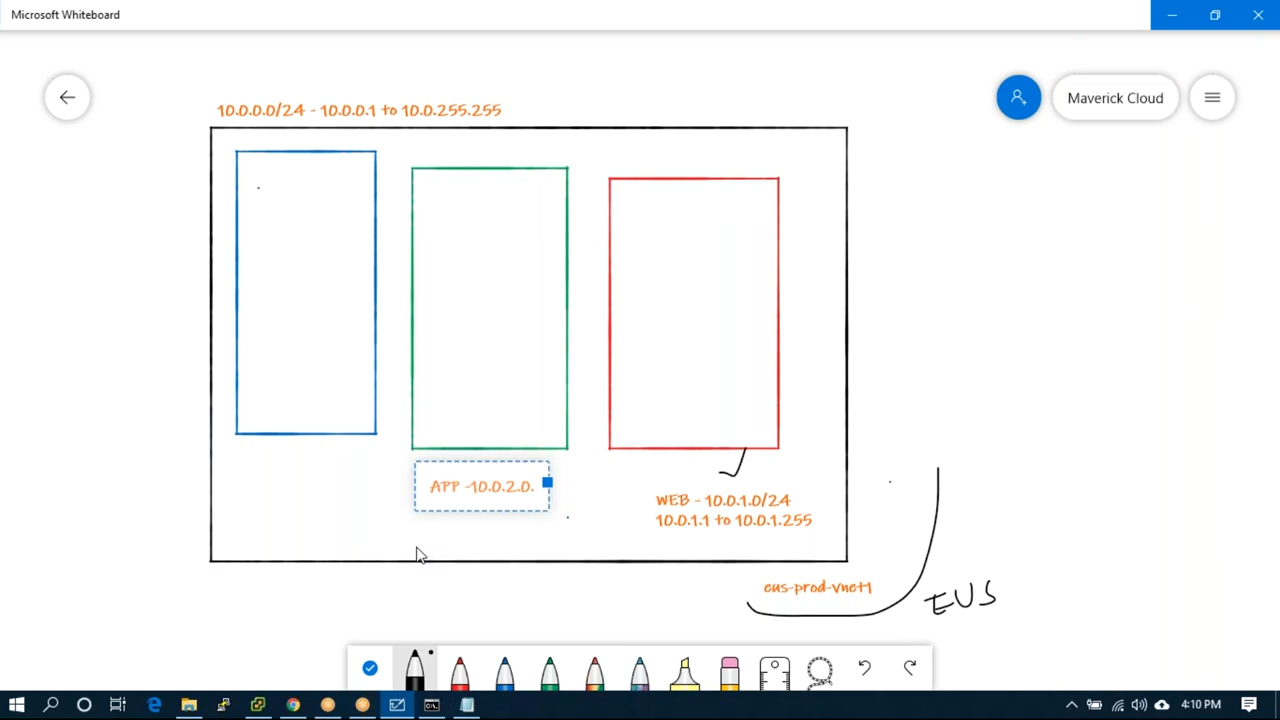 Microsoft Whiteboard
Maverick Cloud
10.0.0.0/24 - 10.0.0.1 to 10.0.255.255
APP -10.0.2.0.
WEB - 10.0.1.0/24
10.0.1.1 to 10.0.1.255
eus-prod-vnet1
EUS
4:10 PM